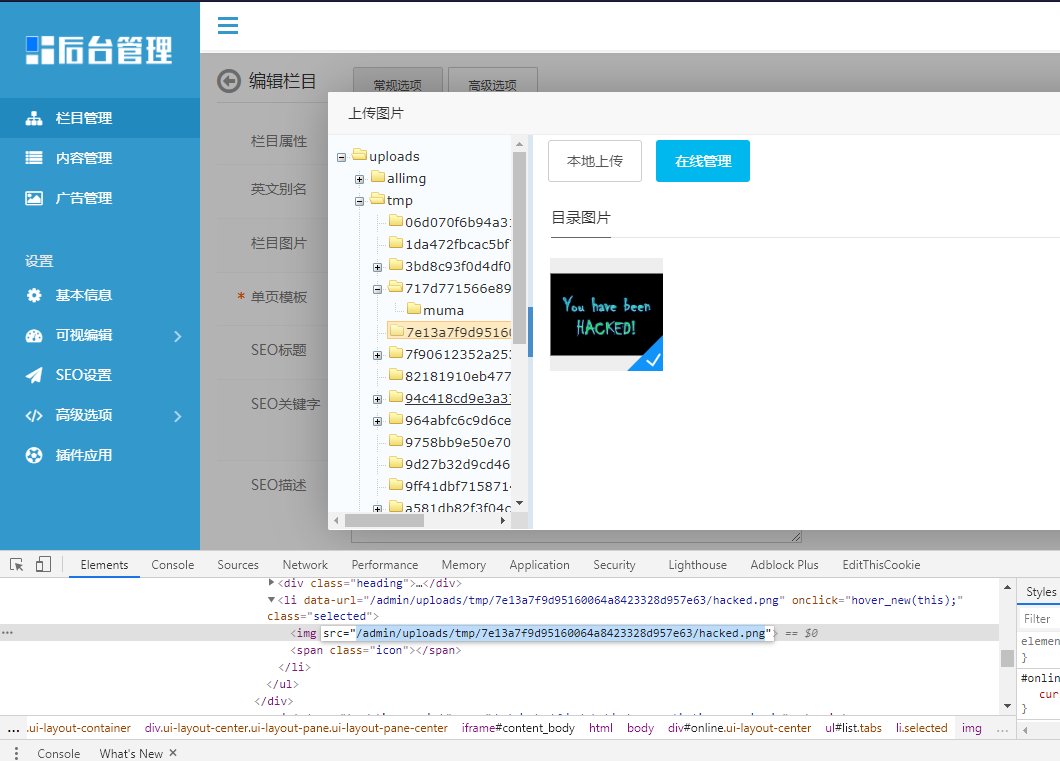 后台管理
栏目管理
内容管理
广告管理
设置
基本信息
可视编辑
SEO设置
高级选项
插件应用
编辑栏目
常规选项
高级选项
栏目属性
英文别名
栏目图片
* 单页模板
SEO标题
SEO关键字
SEO描述
上传图片
uploads
allimg
tmp
06d070f6b94a31
1da472fbcac5bf
3bd8c93f0d4df0
717d771566e89
muma
7e13a7f9d95160
7f90612352a253
82181910eb477
94c418cd9e3a37
964abfc6c9d6ce
9758bb9e50e70
9d27b32d9cd46
9ff41dbf715871
a581db82f3f04c
本地上传
在线管理
目录图片
You have been
HACKED!
Elements Console Sources Network Performance Memory Application Security Lighthouse Adblock Plus EditThisCookie
<div class="heading">…</div>
<li data-url="/admin/uploads/tmp/7e13a7f9d95160064a8423328d957e63/hacked.png" onclick="hover_new(this);"
class="selected">
<img src="/admin/uploads/tmp/7e13a7f9d95160064a8423328d957e63/hacked.png"> == $0
<span class="icon"></span>
</li>
</ul>
</div>
Styles
Filter
elemen
}
#onlin
cur
}
… .ui-layout-container div.ui-layout-center.ui-layout-pane.ui-layout-pane-center iframe#content_body html body div#online.ui-layout-center ul#list.tabs li.selected img …
Console What's New ×